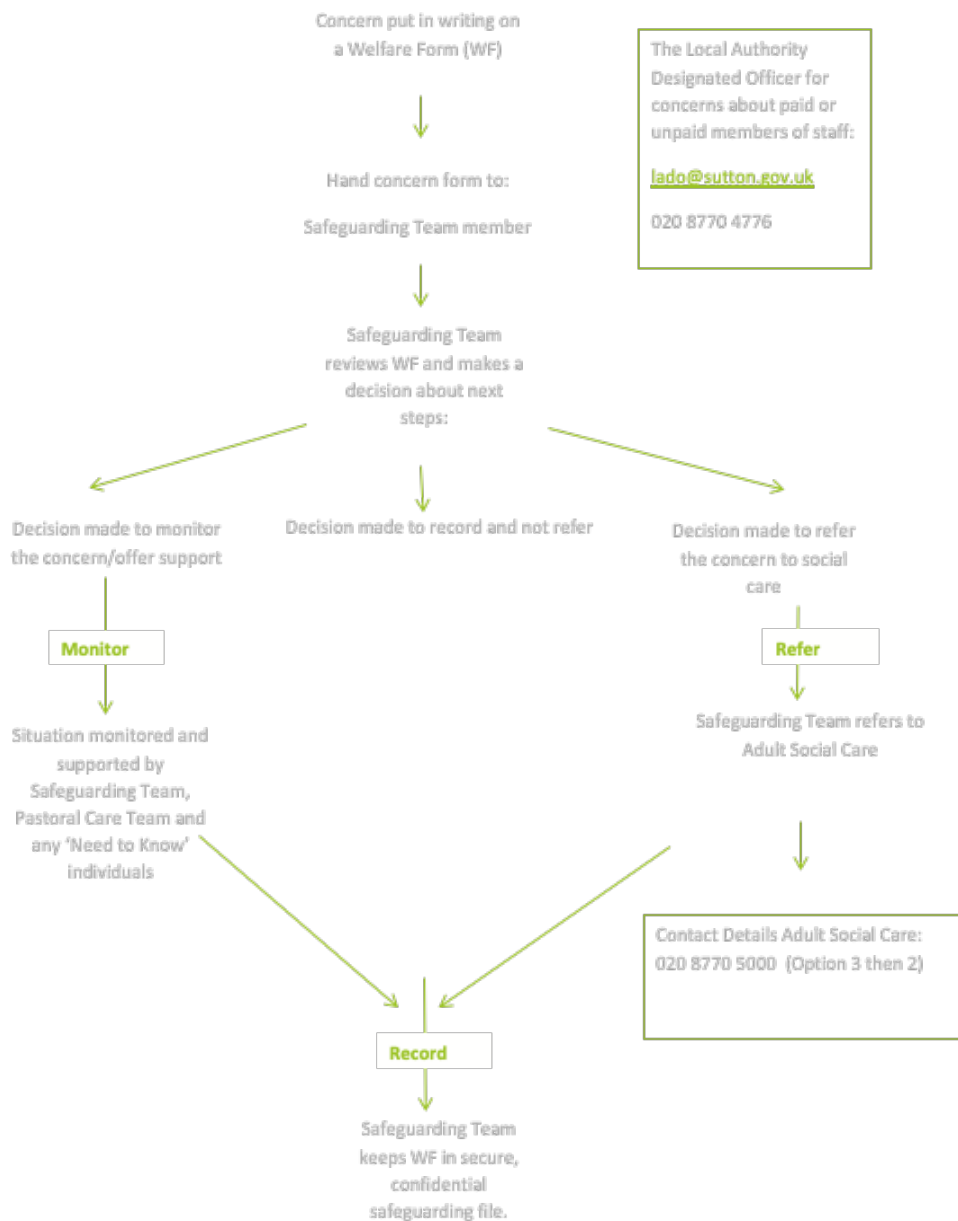 Concern put in writing on
a Welfare Form (WF)
The Local Authority
Designated Officer for
concerns about paid or
unpaid members of staff:
lado@sutton.gov.uk
020 8770 4776
Hand concern form to:
Safeguarding Team member
Safeguarding Team
reviews WF and makes a
decision about next
steps:
Decision made to monitor
the concern/offer support
Decision made to record and not refer
Decision made to refer
the concern to social
care
Monitor
Refer
Situation monitored and
supported by
Safeguarding Team,
Pastoral Care Team and
any ‘Need to Know’
individuals
Safeguarding Team refers to
Adult Social Care
Contact Details Adult Social Care:
020 8770 5000 (Option 3 then 2)
Record
Safeguarding Team
keeps WF in secure,
confidential
safeguarding file.